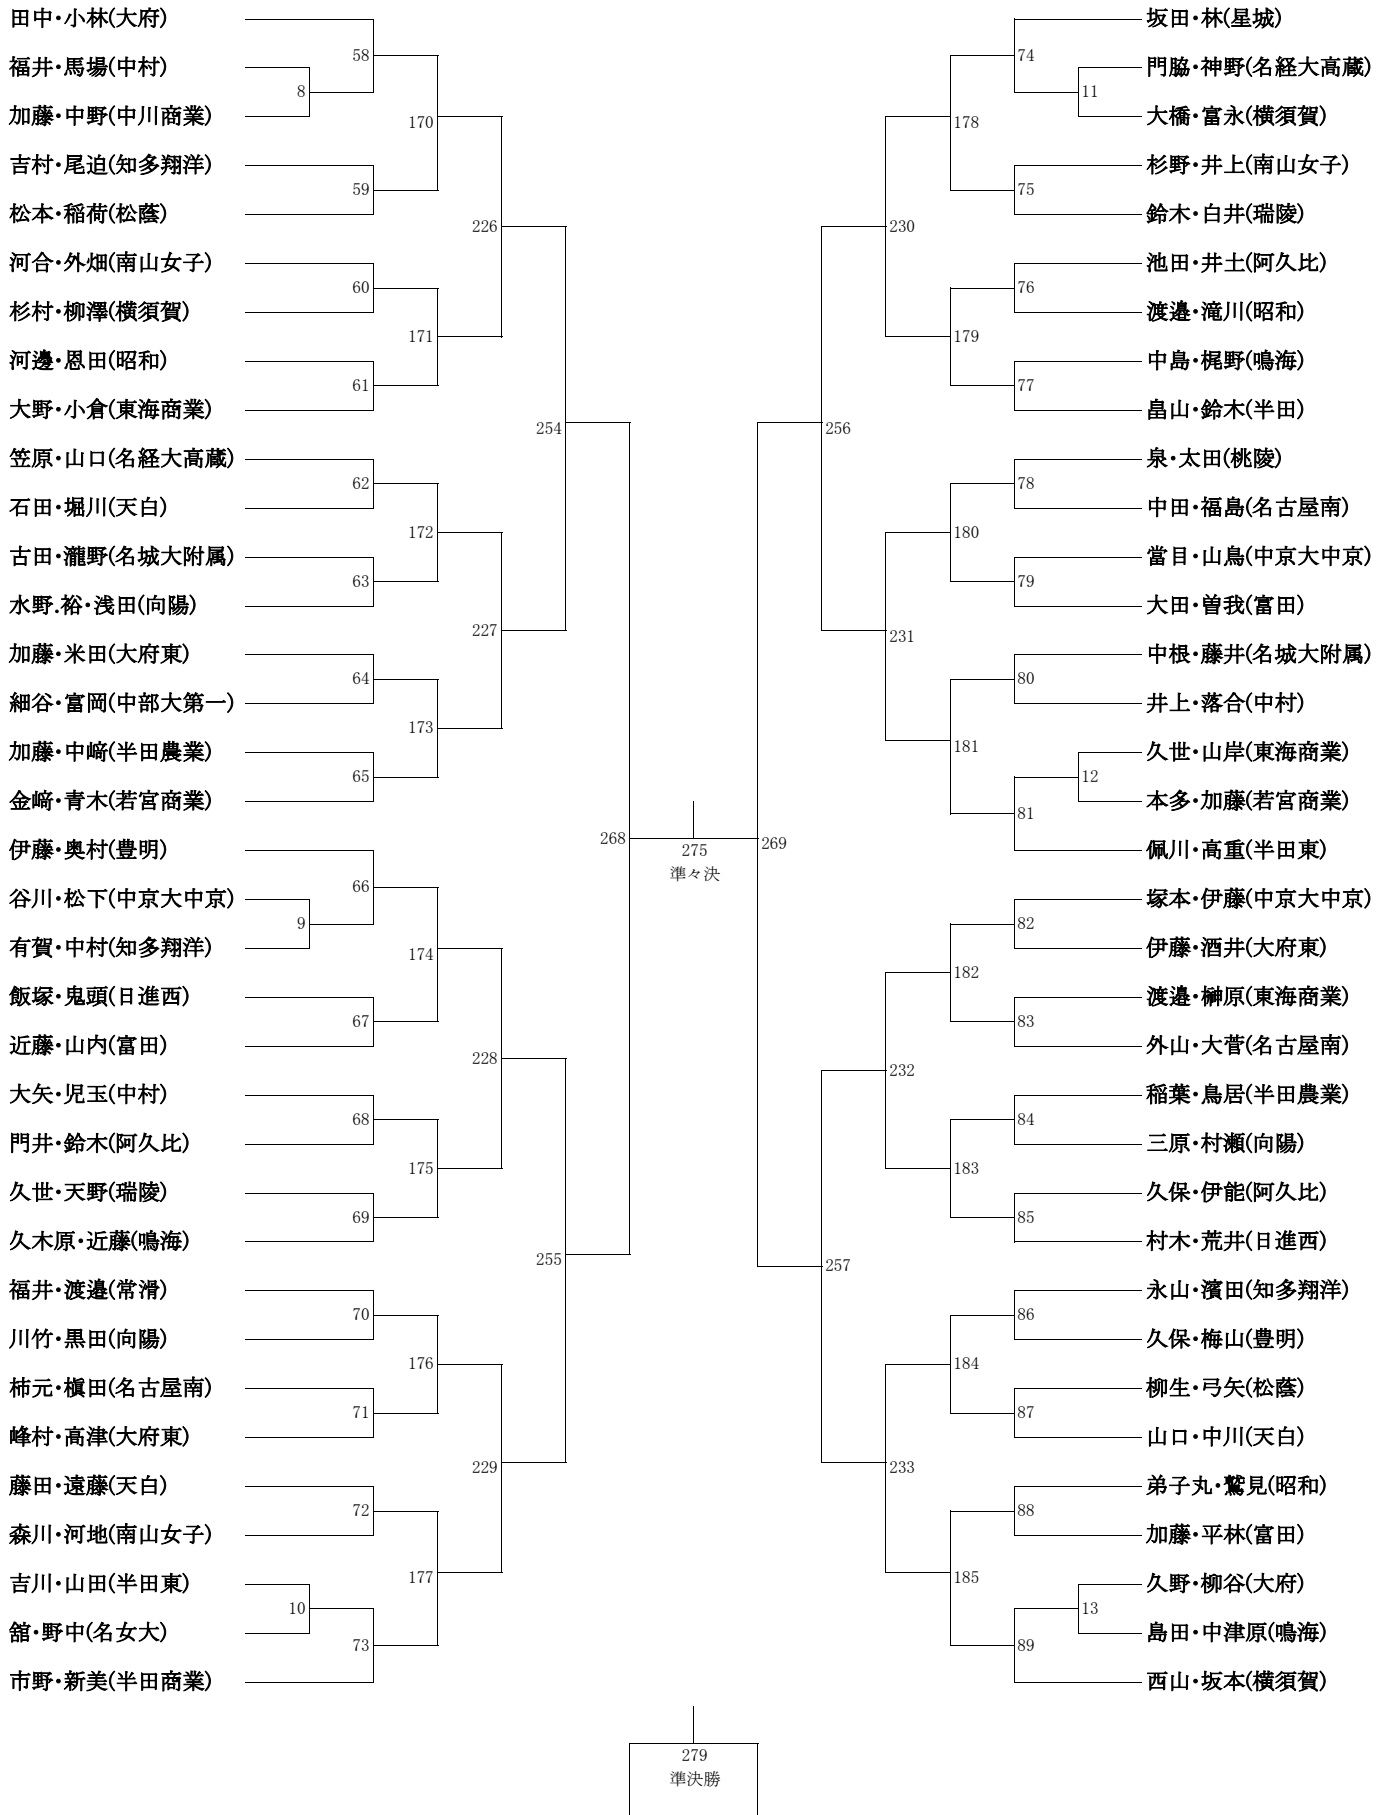 田中・小林(大府)
福井・馬場(中村)
加藤・中野(中川商業)
吉村・尾迫(知多翔洋)
松本・稲荷(松蔭)
河合・外畑(南山女子)
杉村・柳澤(横須賀)
河邊・恩田(昭和)
大野・小倉(東海商業)
笠原・山口(名経大高蔵)
石田・堀川(天白)
古田・瀧野(名城大附属)
水野.裕・浅田(向陽)
加藤・米田(大府東)
細谷・富岡(中部大第一)
加藤・中﨑(半田農業)
金﨑・青木(若宮商業)
伊藤・奥村(豊明)
谷川・松下(中京大中京)
有賀・中村(知多翔洋)
飯塚・鬼頭(日進西)
近藤・山内(富田)
大矢・児玉(中村)
門井・鈴木(阿久比)
久世・天野(瑞陵)
久木原・近藤(鳴海)
福井・渡邉(常滑)
川竹・黒田(向陽)
柿元・槇田(名古屋南)
峰村・高津(大府東)
藤田・遠藤(天白)
森川・河地(南山女子)
吉川・山田(半田東)
舘・野中(名女大)
市野・新美(半田商業)
8
9
10
58
59
60
61
62
63
64
65
66
67
68
69
70
71
72
73
170
171
172
173
174
175
176
177
226
227
228
229
254
255
268
275
準々決
269
256
257
230
231
232
233
178
179
180
181
182
183
184
185
74
75
76
77
78
79
80
81
82
83
84
85
86
87
88
89
11
12
13
坂田・林(星城)
門脇・神野(名経大高蔵)
大橋・富永(横須賀)
杉野・井上(南山女子)
鈴木・白井(瑞陵)
池田・井土(阿久比)
渡邉・滝川(昭和)
中島・梶野(鳴海)
畠山・鈴木(半田)
泉・太田(桃陵)
中田・福島(名古屋南)
當目・山鳥(中京大中京)
大田・曽我(富田)
中根・藤井(名城大附属)
井上・落合(中村)
久世・山岸(東海商業)
本多・加藤(若宮商業)
佩川・高重(半田東)
塚本・伊藤(中京大中京)
伊藤・酒井(大府東)
渡邉・榊原(東海商業)
外山・大菅(名古屋南)
稲葉・鳥居(半田農業)
三原・村瀬(向陽)
久保・伊能(阿久比)
村木・荒井(日進西)
永山・濱田(知多翔洋)
久保・梅山(豊明)
柳生・弓矢(松蔭)
山口・中川(天白)
弟子丸・鷲見(昭和)
加藤・平林(富田)
久野・柳谷(大府)
島田・中津原(鳴海)
西山・坂本(横須賀)
279
準決勝